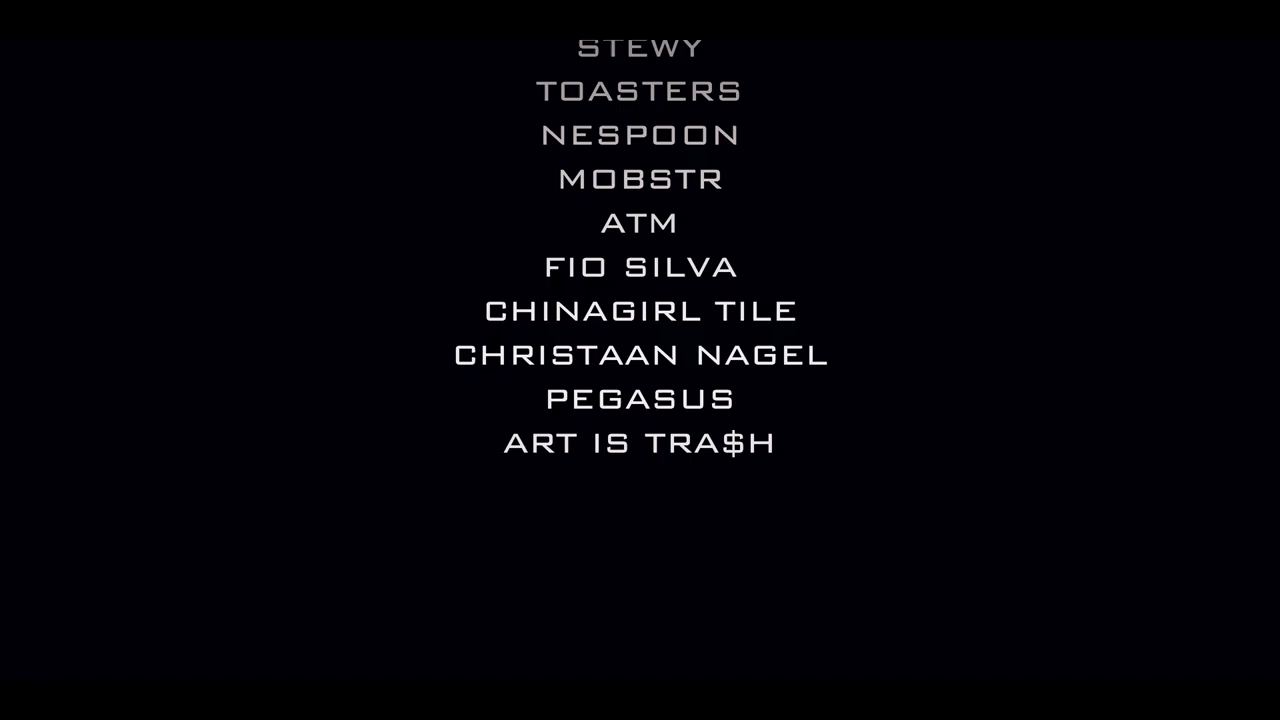 STEWY
TOASTERS
NESPOON
MOBSTR
ATM
FIO SILVA
CHINAGIRL TILE
CHRISTAAN NAGEL
PEGASUS
ART IS TRA$H